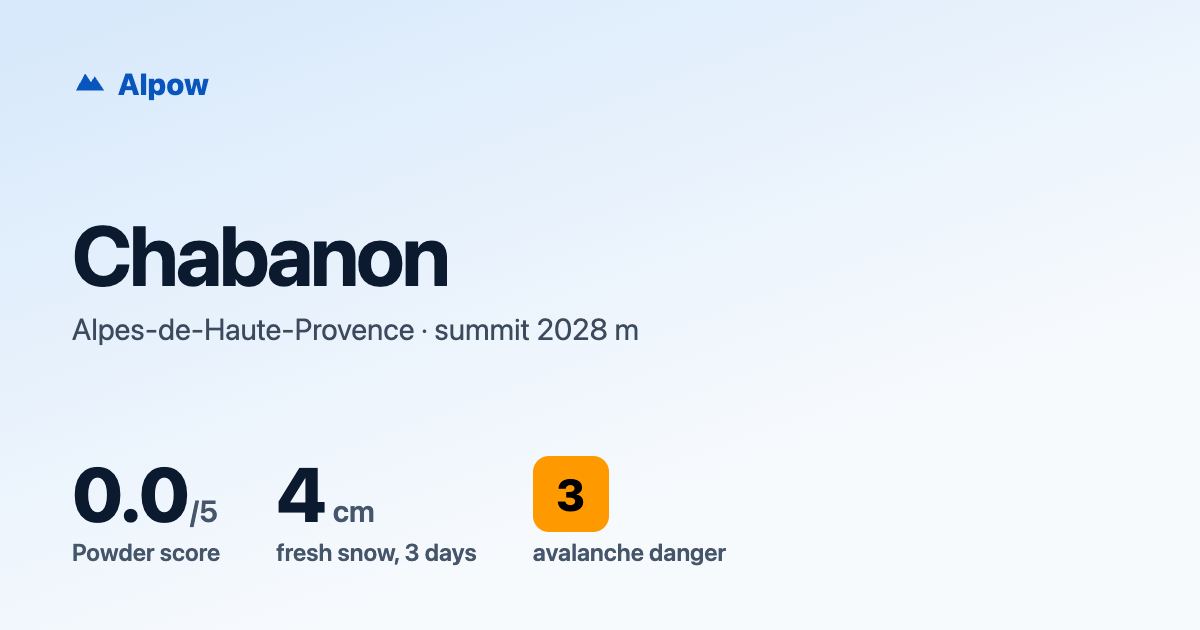 Alpow
Chabanon
Alpes-de-Haute-Provence · summit 2028 m
0.0/5 4 cm 3
Powder score fresh snow, 3 days avalanche danger